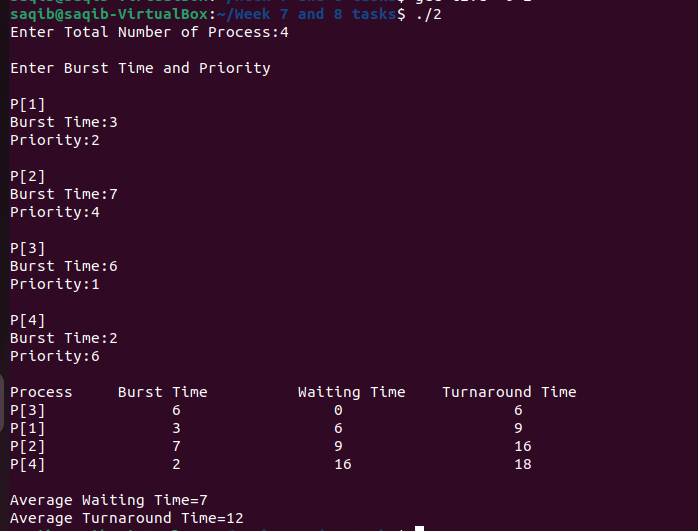 saqib@saqib-VirtualBox:~/Week 7 and 8 tasks$ ./2
Enter Total Number of Process:4
Enter Burst Time and Priority
P[1]
Burst Time:3
Priority:2
P[2]
Burst Time:7
Priority:4
P[3]
Burst Time:6
Priority:1
P[4]
Burst Time:2
Priority:6
Process Burst Time Waiting Time Turnaround Time
P[3] 6 0 6
P[1] 3 6 9
P[2] 7 9 16
P[4] 2 16 18
Average Waiting Time=7
Average Turnaround Time=12